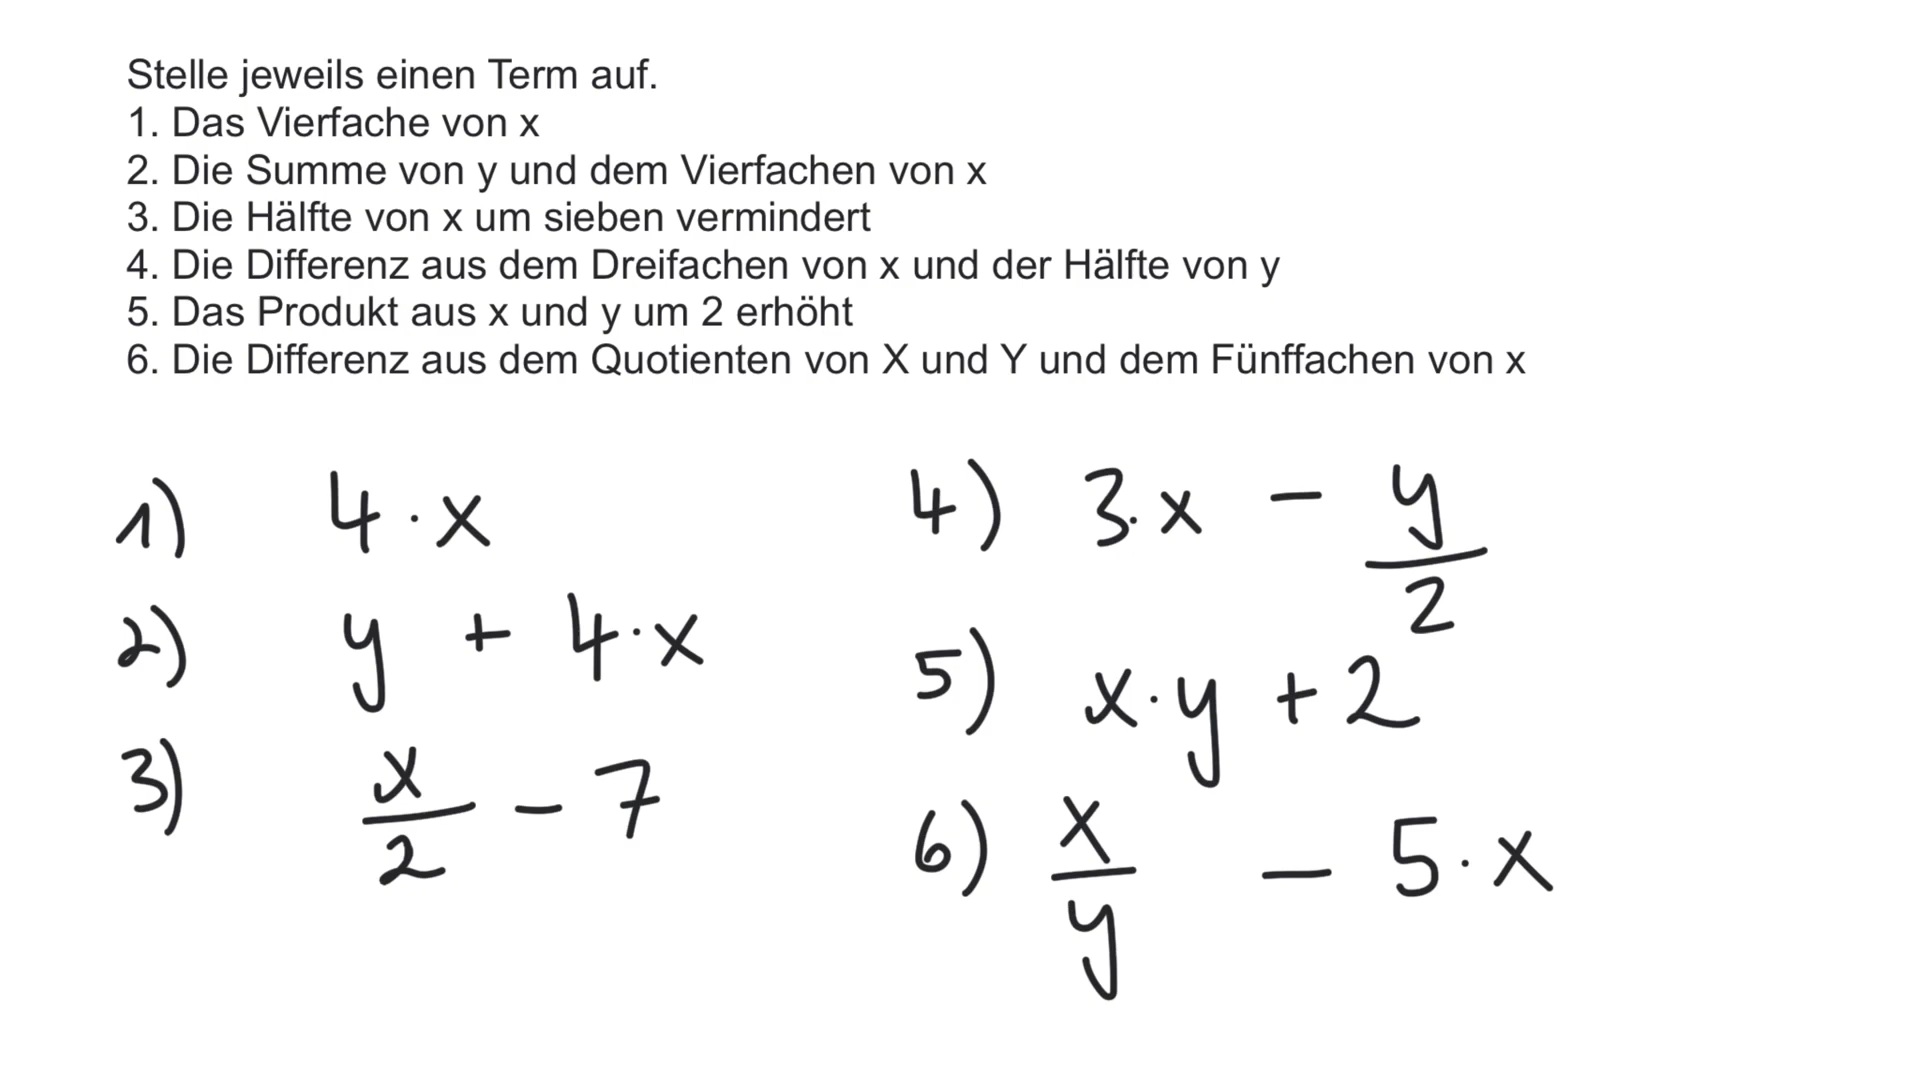 Stelle jeweils einen Term auf.
1. Das Vierfache von x
2. Die Summe von y und dem Vierfachen von x
3. Die Hälfte von x um sieben vermindert
4. Die Differenz aus dem Dreifachen von x und der Hälfte von y
5. Das Produkt aus x und y um 2 erhöht
6. Die Differenz aus dem Quotienten von X und Y und dem Fünffachen von x
1) 4 · x
2) y + 4 · x
3) x/2 - 7
4) 3 · x - y/2
5) x · y + 2
6) x/y - 5 · x